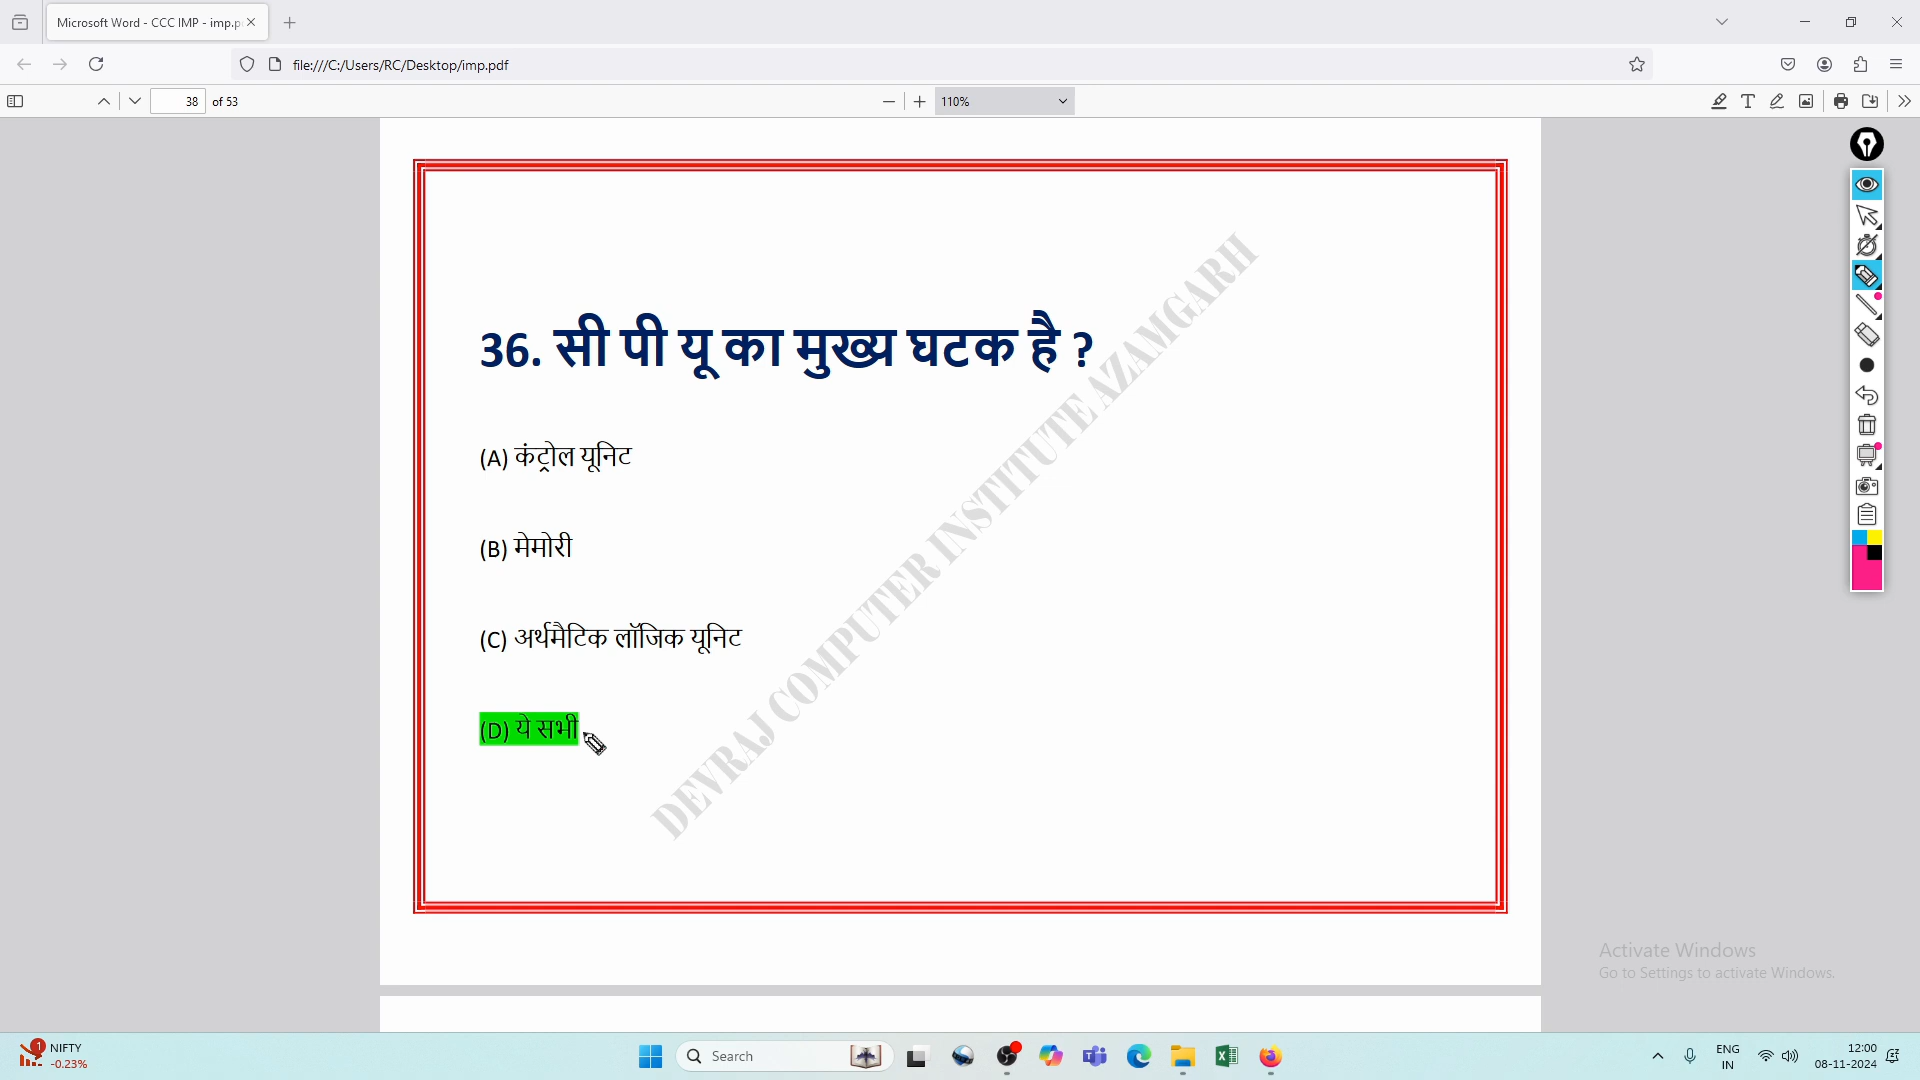 Microsoft Word - CCC IMP - imp.p
file:///C:/Users/RC/Desktop/imp.pdf
38 of 53
110%
36. सी पी यू का मुख्य घटक है ?
(A) कंट्रोल यूनिट
(B) मेमोरी
(C) अर्थमैटिक लॉजिक यूनिट
(D) ये सभी
DEVRAJ COMPUTER INSTITUTE AZAMGARH
Activate Windows
Go to Settings to activate Windows.
1
NIFTY
-0.23%
Search
ENG
IN
12:00
08-11-2024